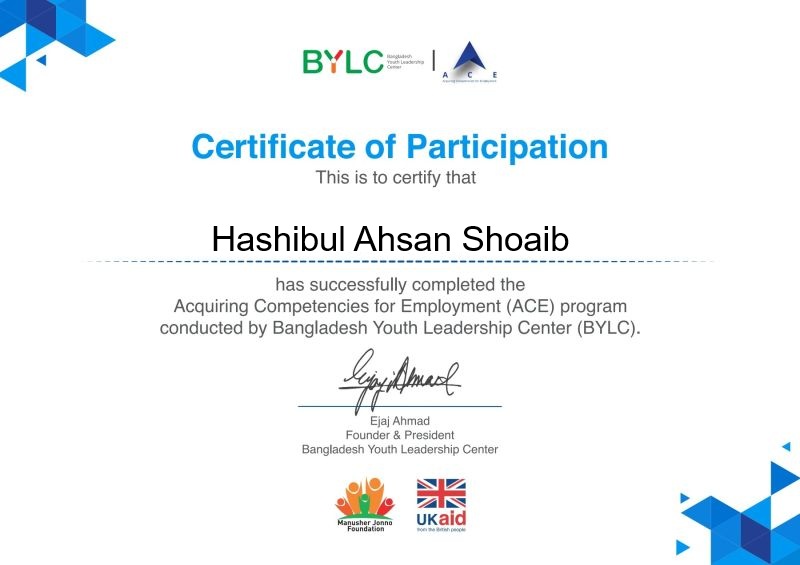 BYLC Bangladesh
Youth Leadership
Center
A C E
Acquiring Competencies for Employment
Certificate of Participation
This is to certify that
Hashibul Ahsan Shoaib
has successfully completed the
Acquiring Competencies for Employment (ACE) program
conducted by Bangladesh Youth Leadership Center (BYLC).
Ejaj Ahmad
Ejaj Ahmad
Founder & President
Bangladesh Youth Leadership Center
Manusher Jonno
Foundation
UKaid
from the British people